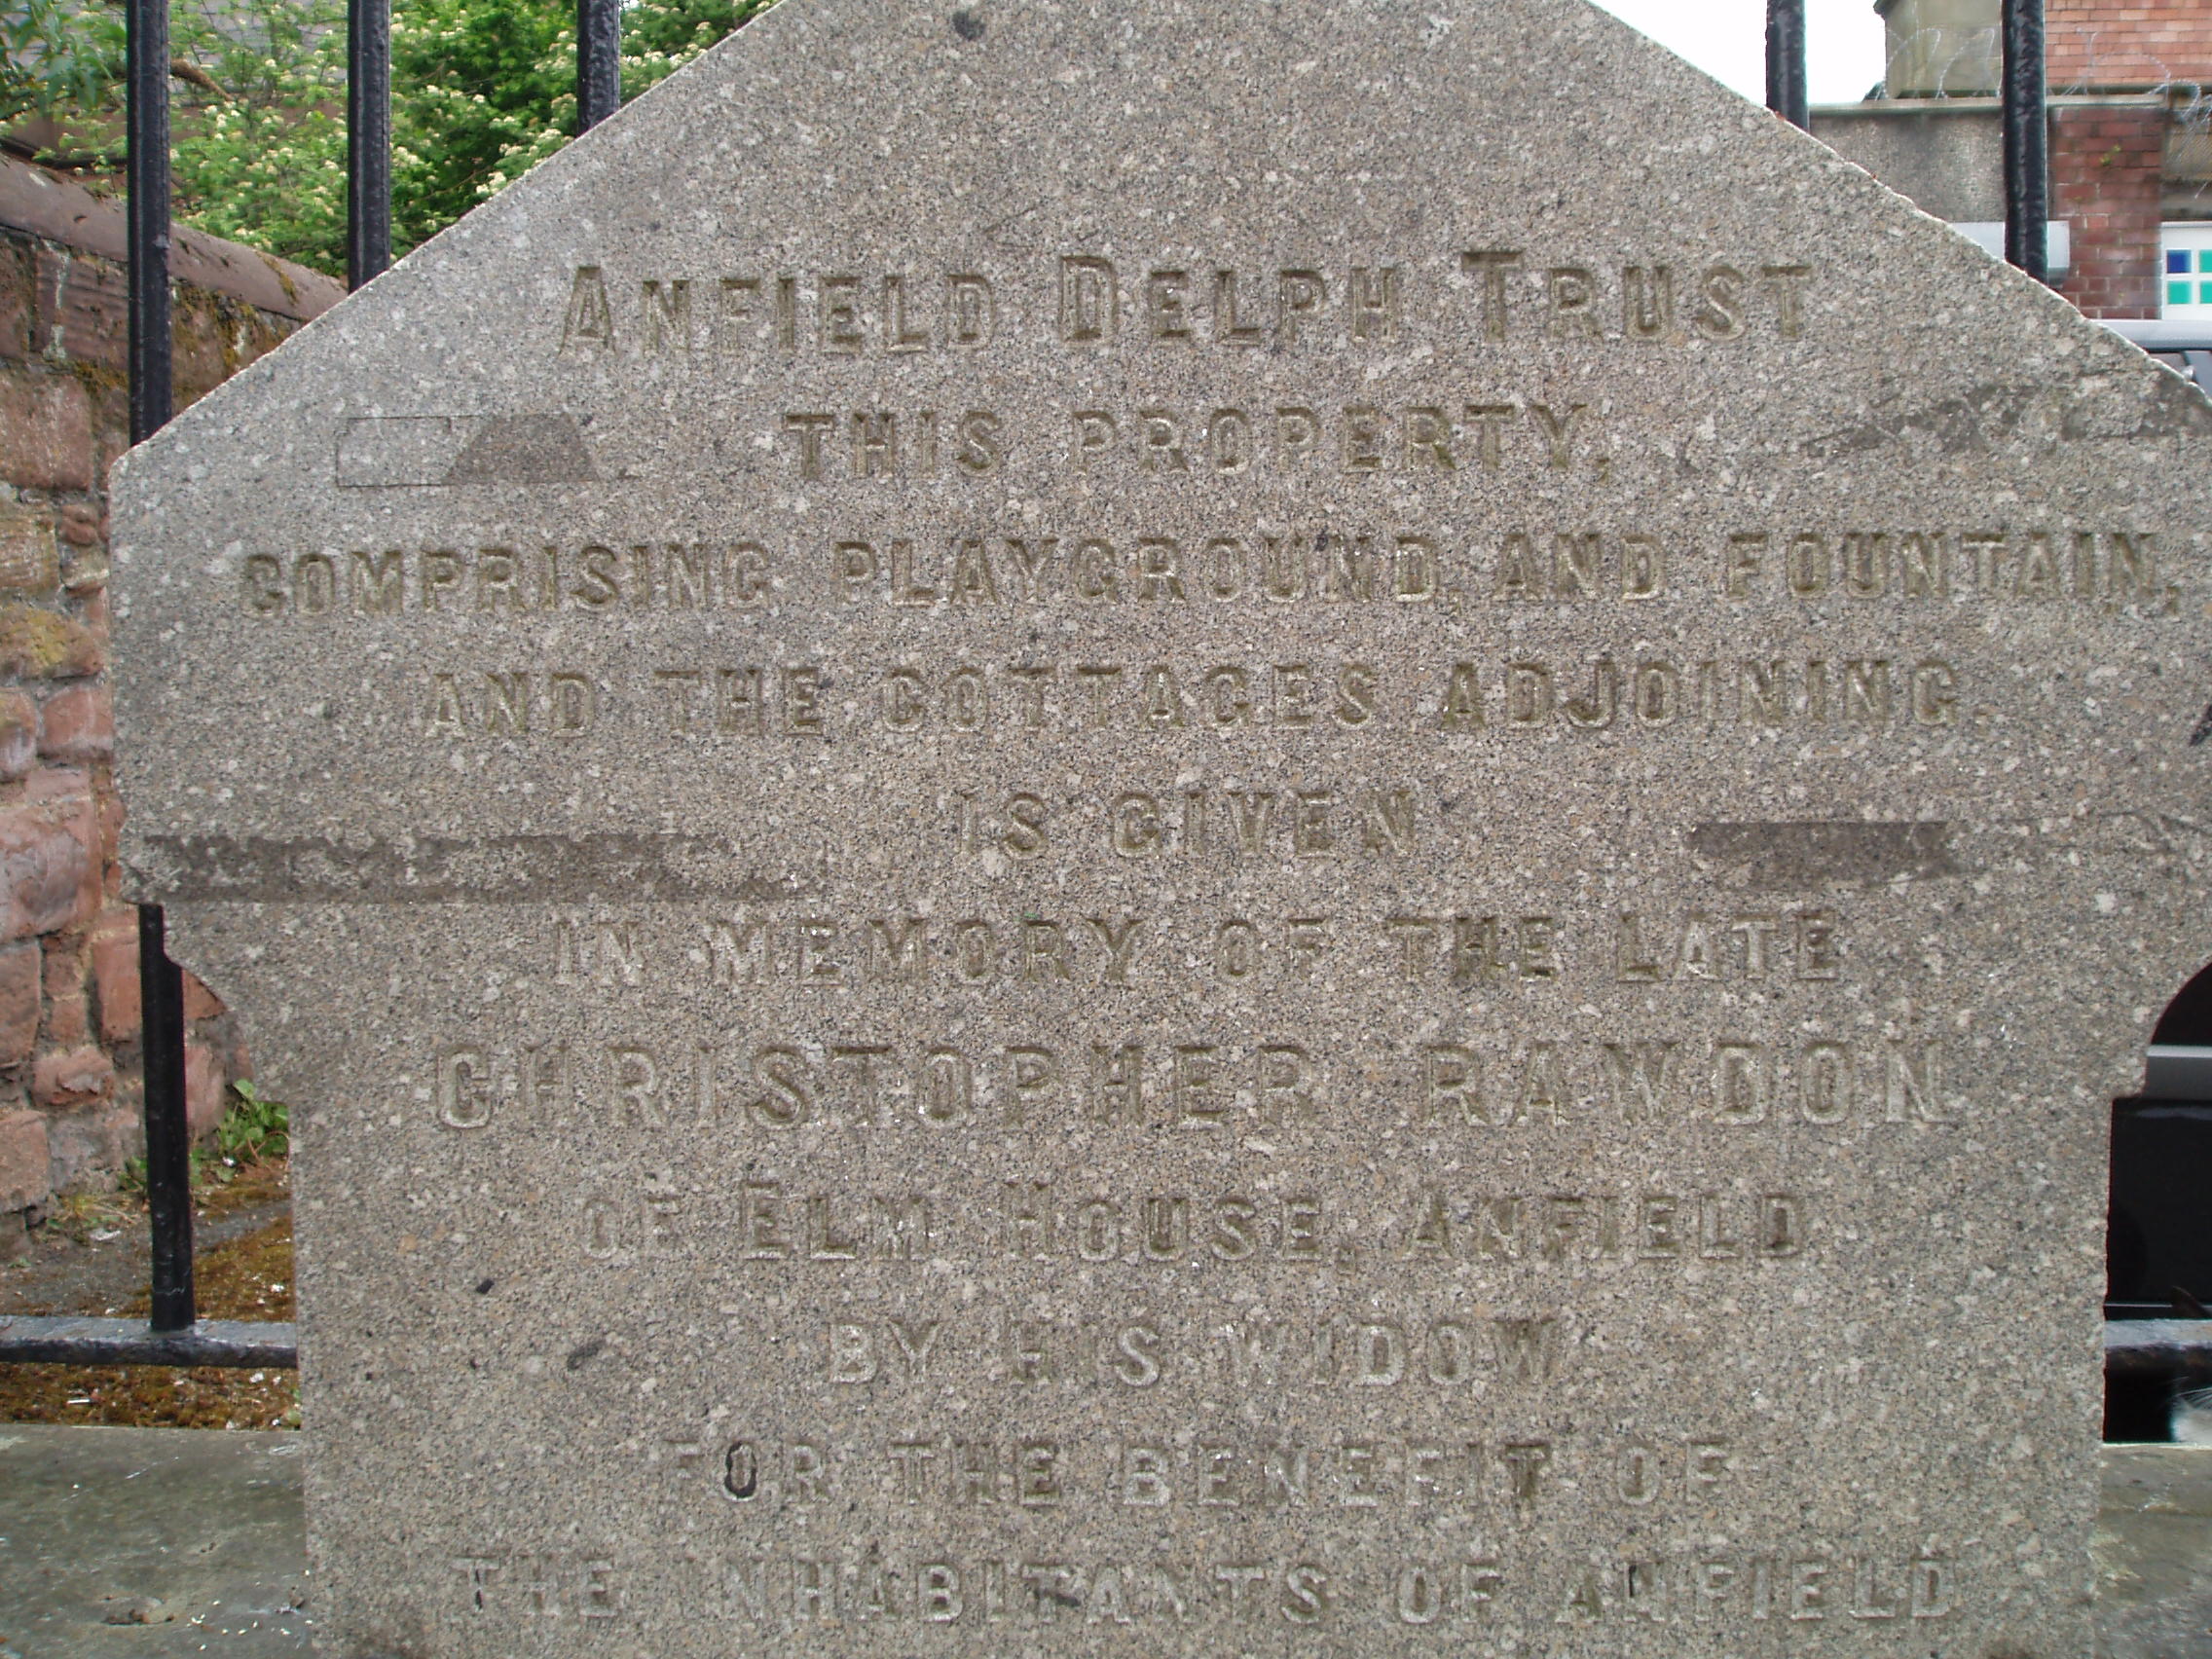 ANFIELD DELPH TRUST
THIS PROPERTY,
COMPRISING PLAYGROUND, AND FOUNTAIN,
AND THE COTTAGES ADJOINING.
IS GIVEN
IN MEMORY OF THE LATE
CHRISTOPHER RAWDON
OF ELM HOUSE, ANFIELD
BY HIS WIDOW
FOR THE BENEFIT OF
THE INHABITANTS OF ANFIELD